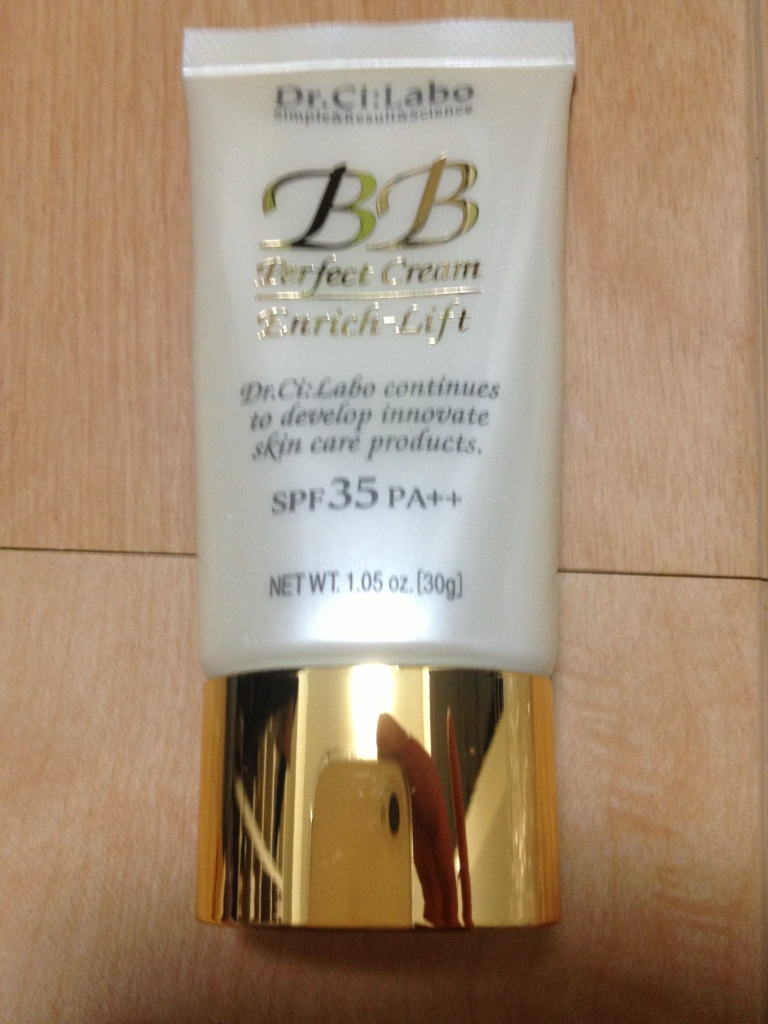 Dr.Ci:Labo
Simple&Result&Science
BB
Perfect Cream
Enrich-Lift
Dr.Ci:Labo continues
to develop innovate
skin care products.
SPF35 PA++
NET WT. 1.05 oz. [30g]